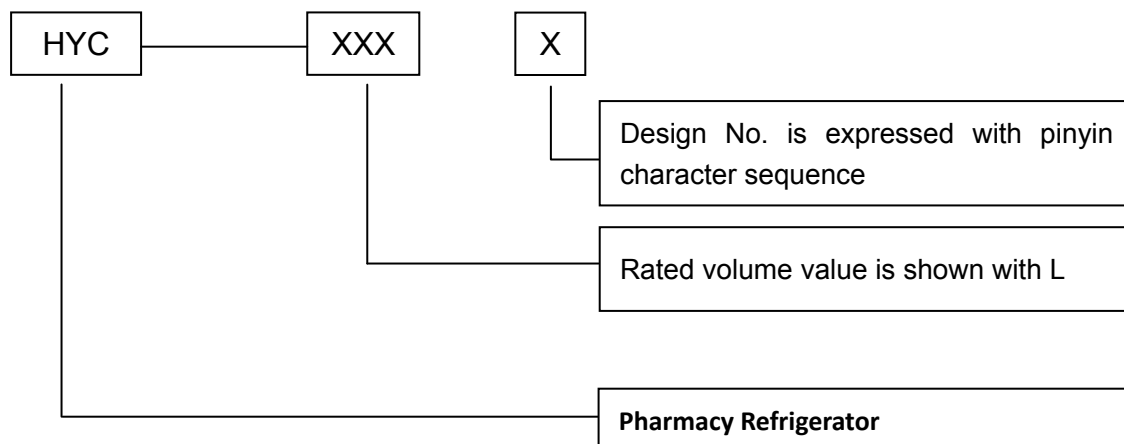 HYC XXX X
Design No. is expressed with pinyin
character sequence
Rated volume value is shown with L
Pharmacy Refrigerator